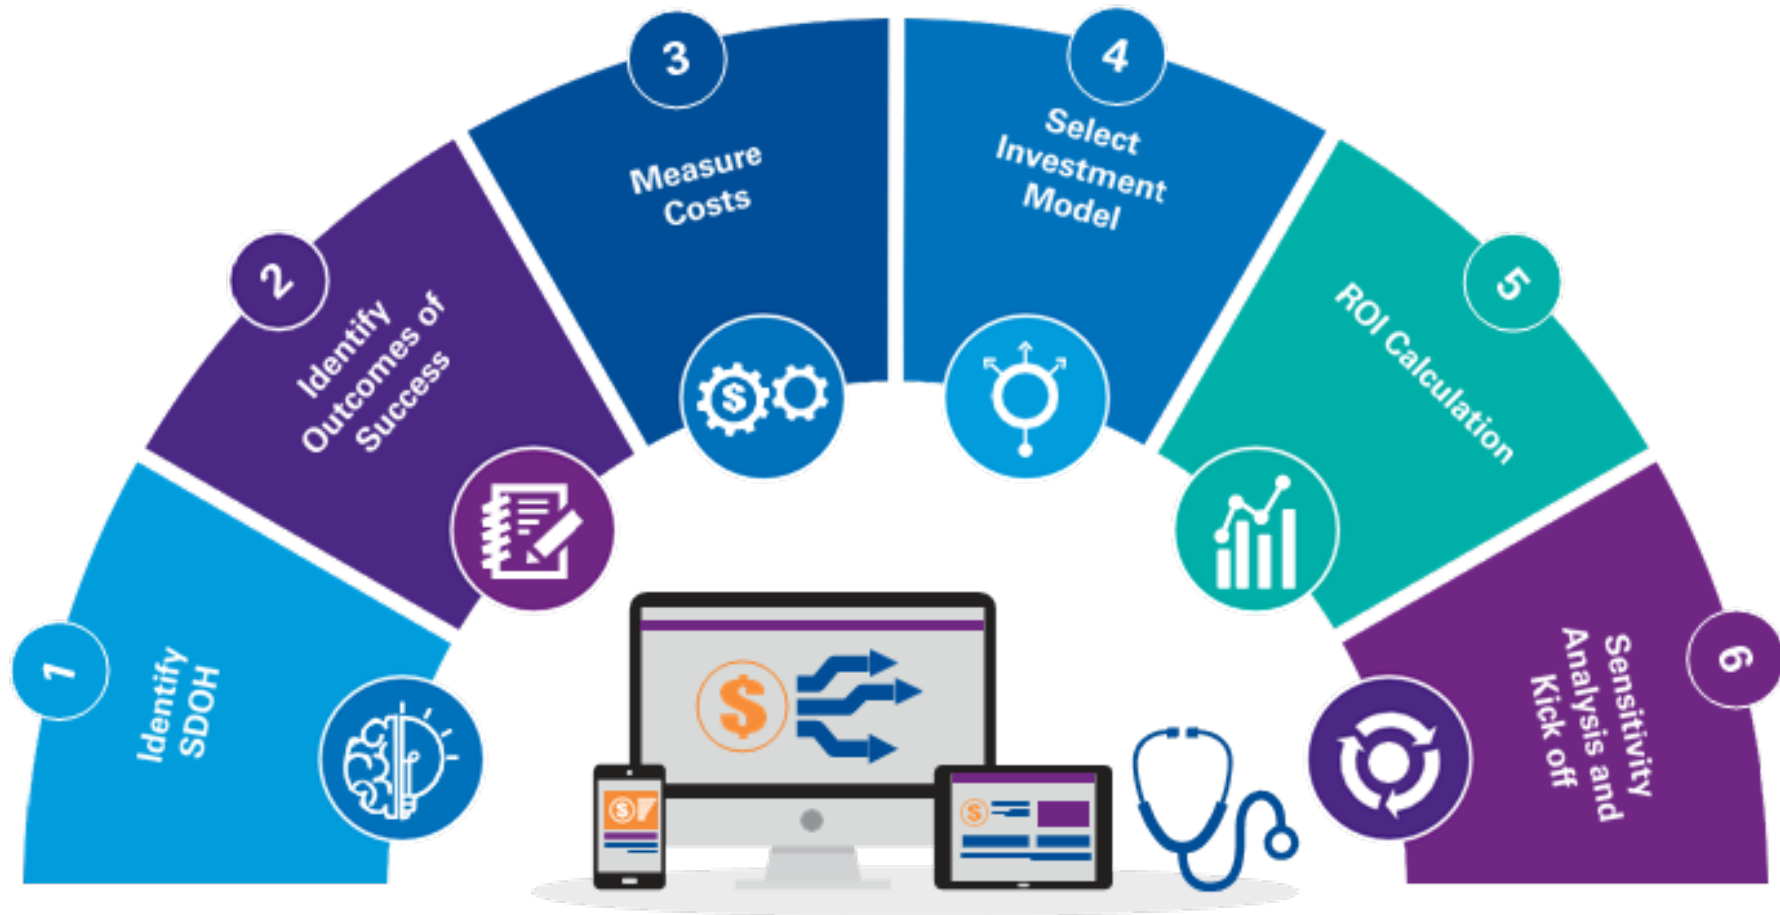 1
Identify
SDOH
2
Identify
Outcomes of
Success
3
Measure
Costs
$
4
Select
Investment
Model
5
ROI Calculation
6
Sensitivity
Analysis and
Kick off
$
$
$